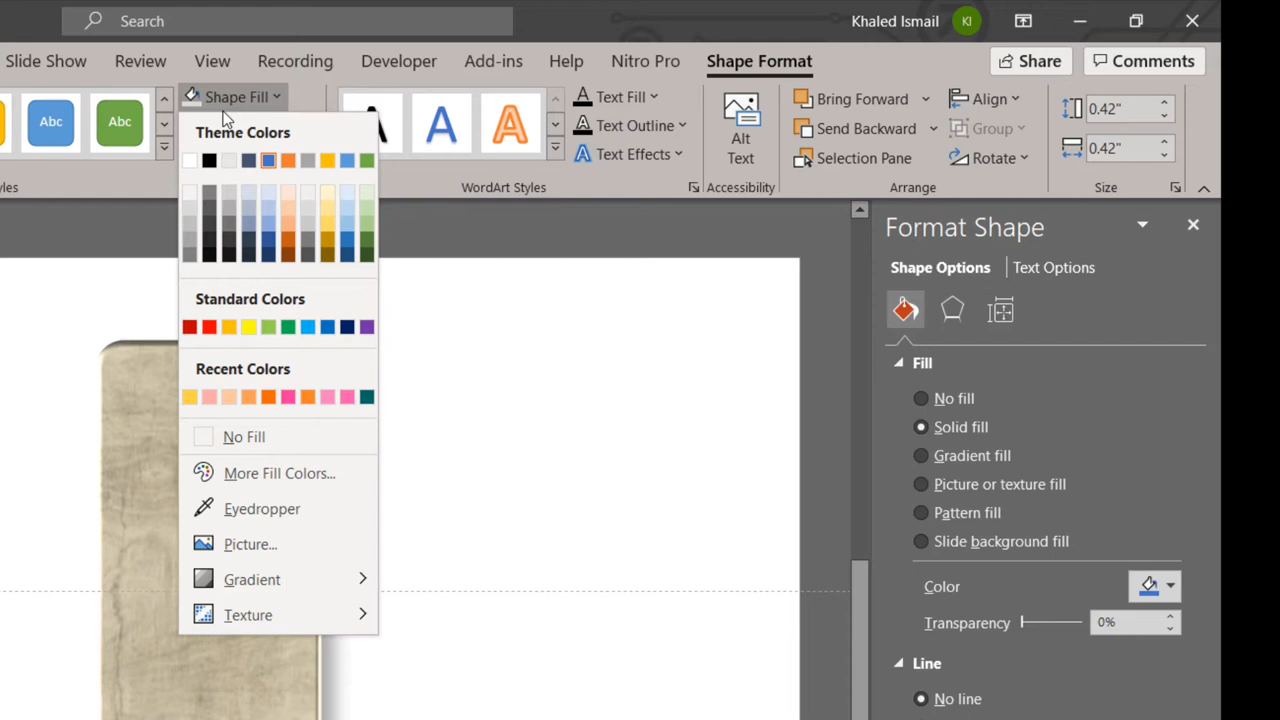 Search
Khaled Ismail
KI
Slide Show
Review
View
Recording
Developer
Add-ins
Help
Nitro Pro
Shape Format
Share
Comments
Abc
Abc
Shape Fill
A
A
A
Text Fill
Text Outline
Text Effects
Alt
Text
Bring Forward
Send Backward
Selection Pane
Align
Group
Rotate
0.42"
0.42"
WordArt Styles
Accessibility
Arrange
Size
Theme Colors
Standard Colors
Recent Colors
No Fill
More Fill Colors...
Eyedropper
Picture...
Gradient
Texture
Format Shape
Shape Options
Text Options
Fill
No fill
Solid fill
Gradient fill
Picture or texture fill
Pattern fill
Slide background fill
Color
Transparency
0%
Line
No line